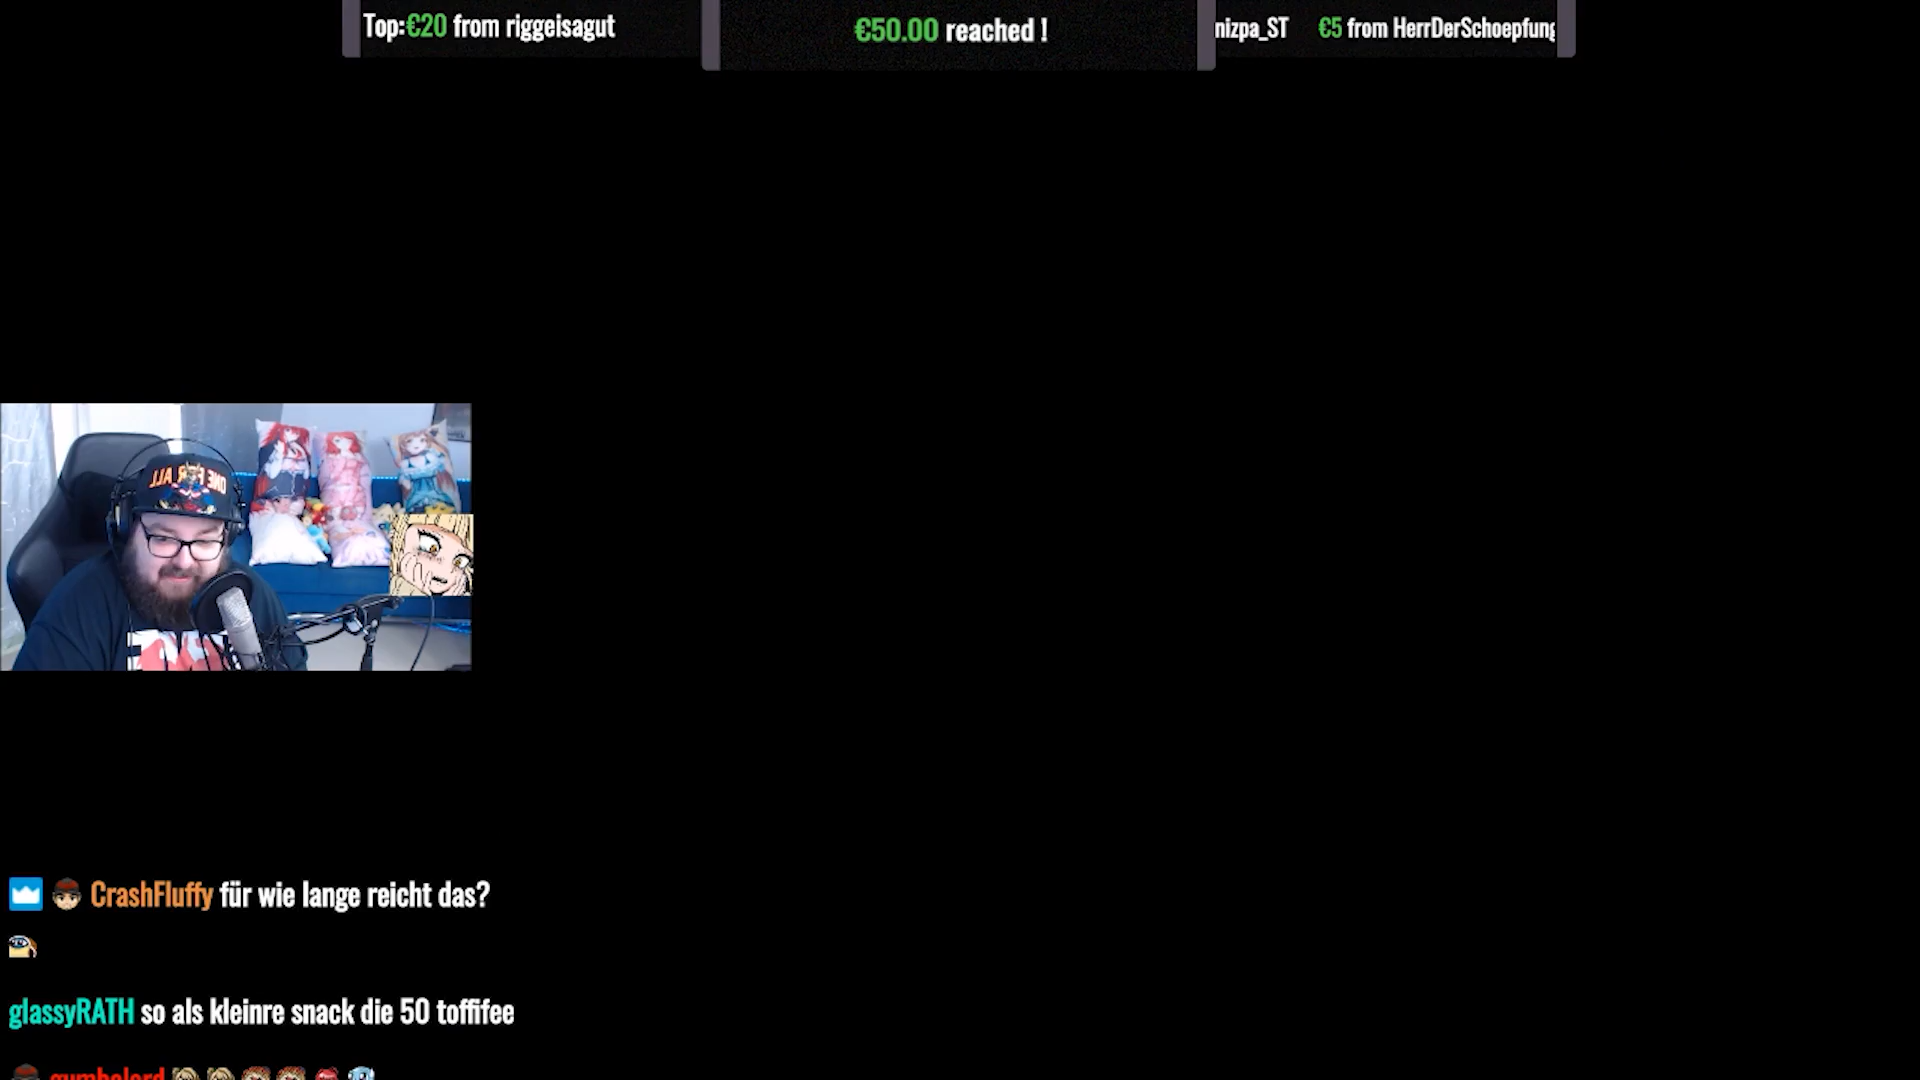 Top:€20 from riggeisagut
€50.00 reached !
nizpa_ST €5 from HerrDerSchoepfung
CrashFluffy für wie lange reicht das?
glassyRATH so als kleinre snack die 50 toffifee
gumbolord